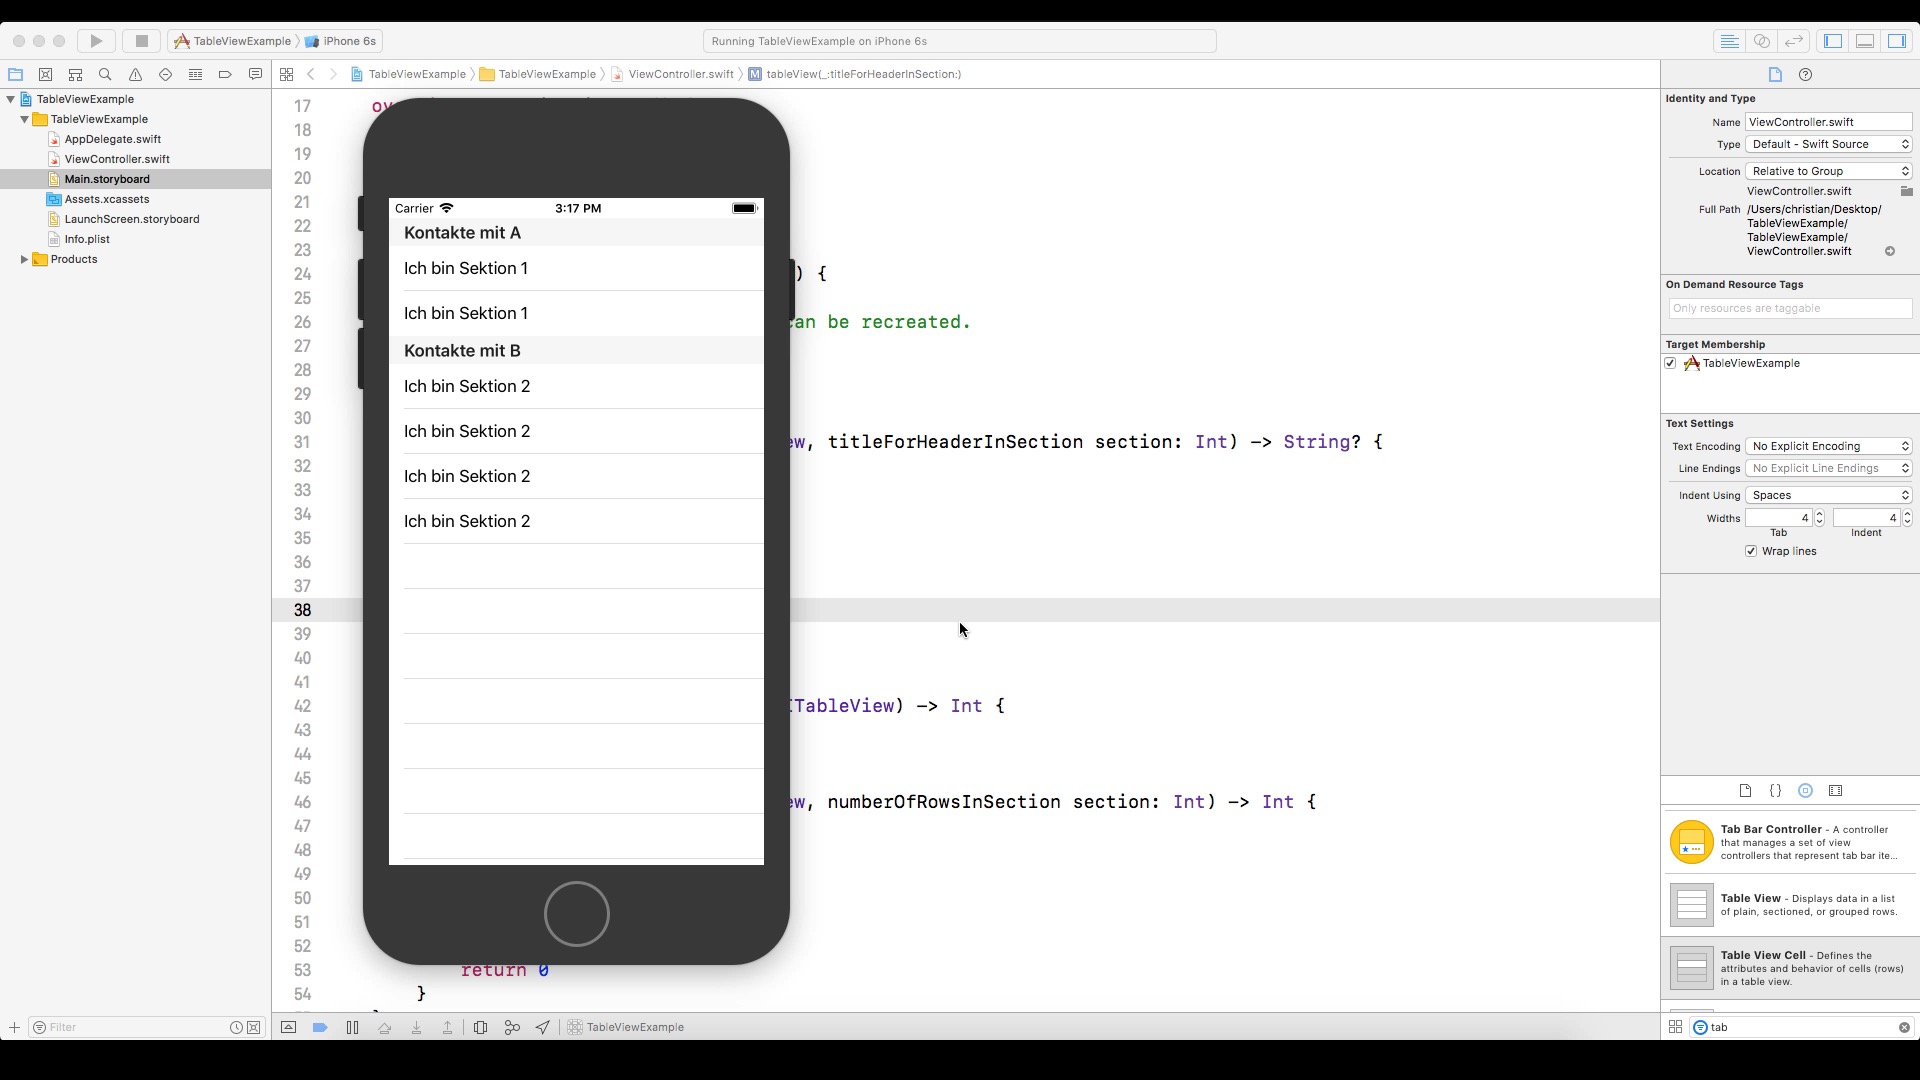 TableViewExample
iPhone 6s
Running TableViewExample on iPhone 6s
TableViewExample
TableViewExample
ViewController.swift
M
tableView(_:titleForHeaderInSection:)
TableViewExample
TableViewExample
AppDelegate.swift
ViewController.swift
Main.storyboard
Assets.xcassets
LaunchScreen.storyboard
Info.plist
Products
Filter
17
18
19
20
21
22
23
24 ) {
25
26 can be recreated.
27
28
29
30
31 ew, titleForHeaderInSection section: Int) -> String? {
32
33
34
35
36
37
38
39
40
41
42 ITableView) -> Int {
43
44
45
46 ew, numberOfRowsInSection section: Int) -> Int {
47
48
49
50
51
52
53 return 0
54 }
Carrier 3:17 PM
Kontakte mit A
Ich bin Sektion 1
Ich bin Sektion 1
Kontakte mit B
Ich bin Sektion 2
Ich bin Sektion 2
Ich bin Sektion 2
Ich bin Sektion 2
TableViewExample
Identity and Type
Name ViewController.swift
Type Default - Swift Source
Location Relative to Group
ViewController.swift
Full Path /Users/christian/Desktop/
TableViewExample/
TableViewExample/
ViewController.swift
On Demand Resource Tags
Only resources are taggable
Target Membership
TableViewExample
Text Settings
Text Encoding No Explicit Encoding
Line Endings No Explicit Line Endings
Indent Using Spaces
Widths 4 4
Tab Indent
Wrap lines
{}
Tab Bar Controller - A controller
that manages a set of view
controllers that represent tab bar ite...
Table View - Displays data in a list
of plain, sectioned, or grouped rows.
Table View Cell - Defines the
attributes and behavior of cells (rows)
in a table view.
tab